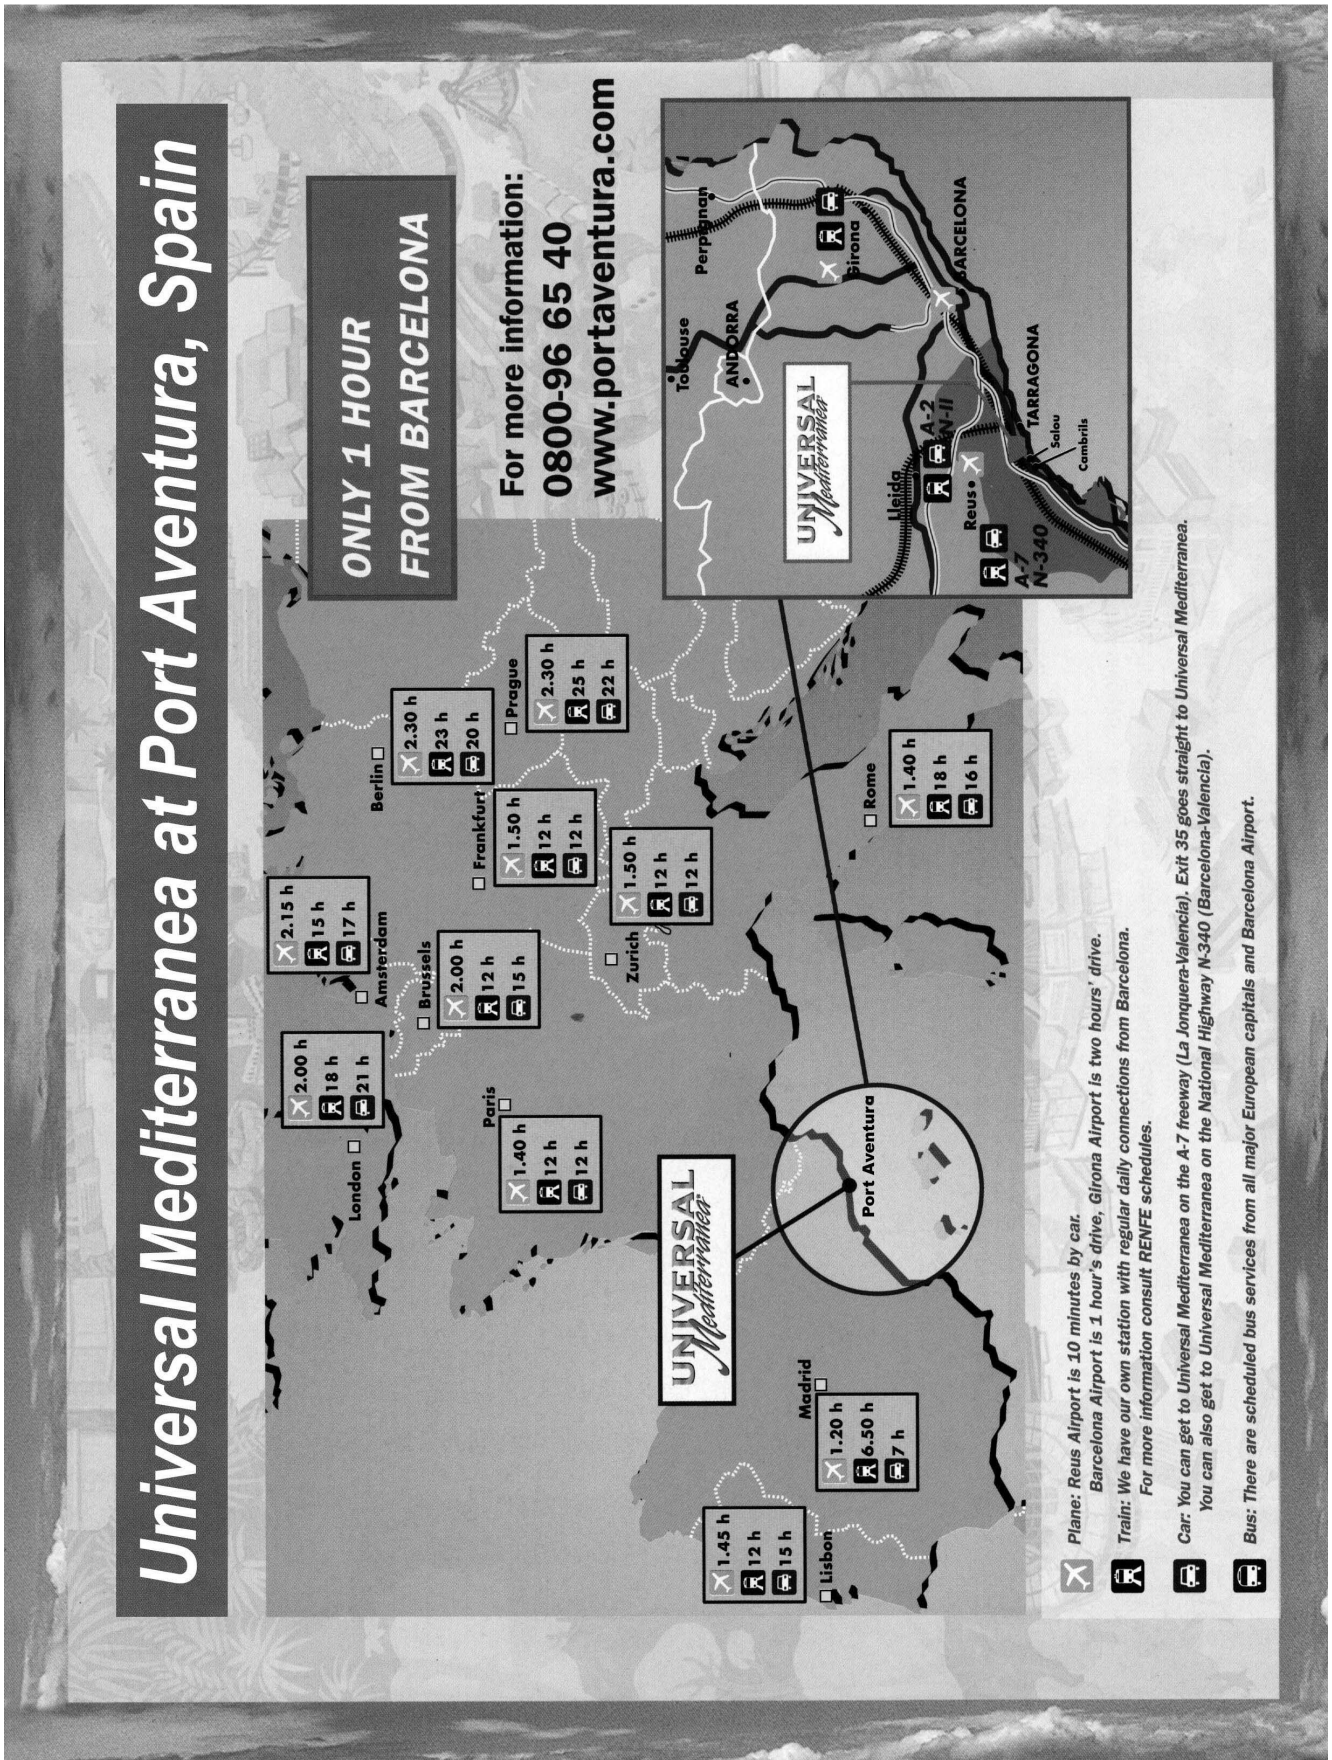 Universal Mediterranea at Port Aventura, Spain
ONLY 1 HOUR
FROM BARCELONA
For more information:
0800-96 65 40
www.portaventura.com
London
2.00 h
18 h
21 h
Amsterdam
2.15 h
15 h
17 h
Brussels
2.00 h
12 h
15 h
Berlin
2.30 h
23 h
20 h
Prague
2.30 h
25 h
22 h
Frankfurt
1.50 h
12 h
12 h
Paris
1.40 h
12 h
12 h
Zurich
1.50 h
12 h
12 h
Rome
1.40 h
18 h
16 h
UNIVERSAL
Mediterranea
Port Aventura
Madrid
1.20 h
6.50 h
7 h
Lisbon
1.45 h
12 h
15 h
Perpignan
Toulouse
ANDORRA
Girona
BARCELONA
UNIVERSAL
Mediterranea
Lleida
A-2
N-II
Reus
TARRAGONA
Salou
Cambrils
A-7
N-340
Plane: Reus Airport is 10 minutes by car.
Barcelona Airport is 1 hour's drive, Girona Airport is two hours' drive.
Train: We have our own station with regular daily connections from Barcelona.
For more information consult RENFE schedules.
Car: You can get to Universal Mediterranea on the A-7 freeway (La Jonquera-Valencia). Exit 35 goes straight to Universal Mediterranea.
You can also get to Universal Mediterranea on the National Highway N-340 (Barcelona-Valencia).
Bus: There are scheduled bus services from all major European capitals and Barcelona Airport.